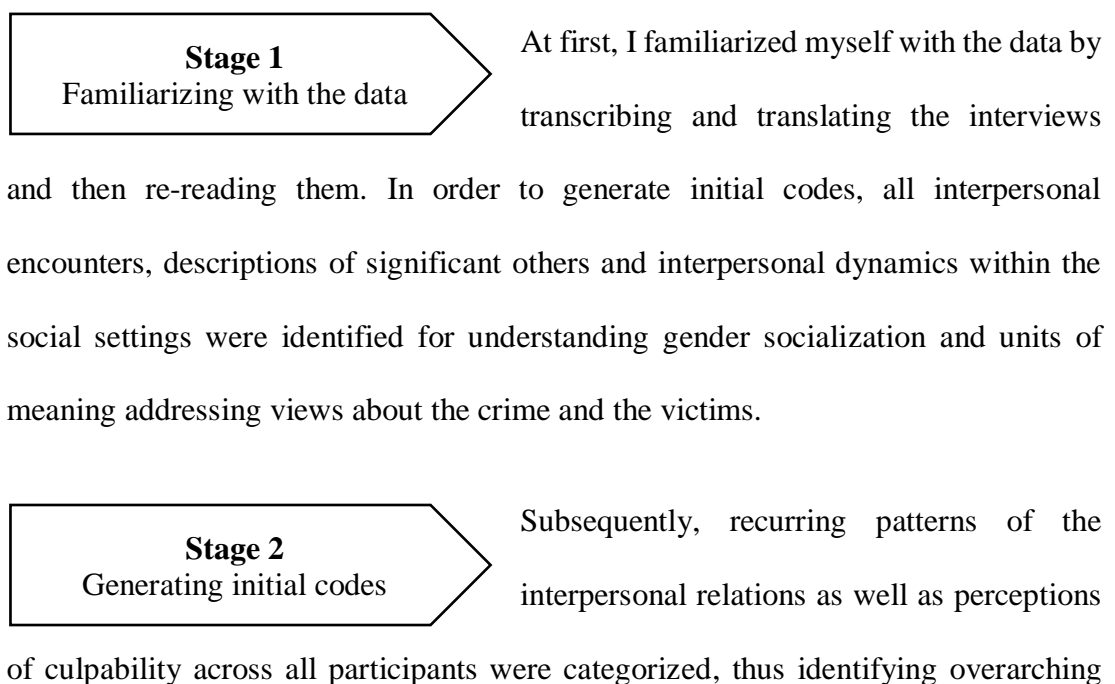 Stage 1
Familiarizing with the data
At first, I familiarized myself with the data by
transcribing and translating the interviews
and then re-reading them. In order to generate initial codes, all interpersonal
encounters, descriptions of significant others and interpersonal dynamics within the
social settings were identified for understanding gender socialization and units of
meaning addressing views about the crime and the victims.
Stage 2
Generating initial codes
Subsequently, recurring patterns of the
interpersonal relations as well as perceptions
of culpability across all participants were categorized, thus identifying overarching